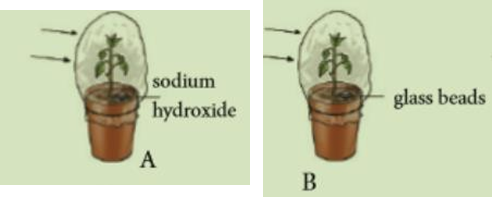 sodium
hydroxide
A
glass beads
B